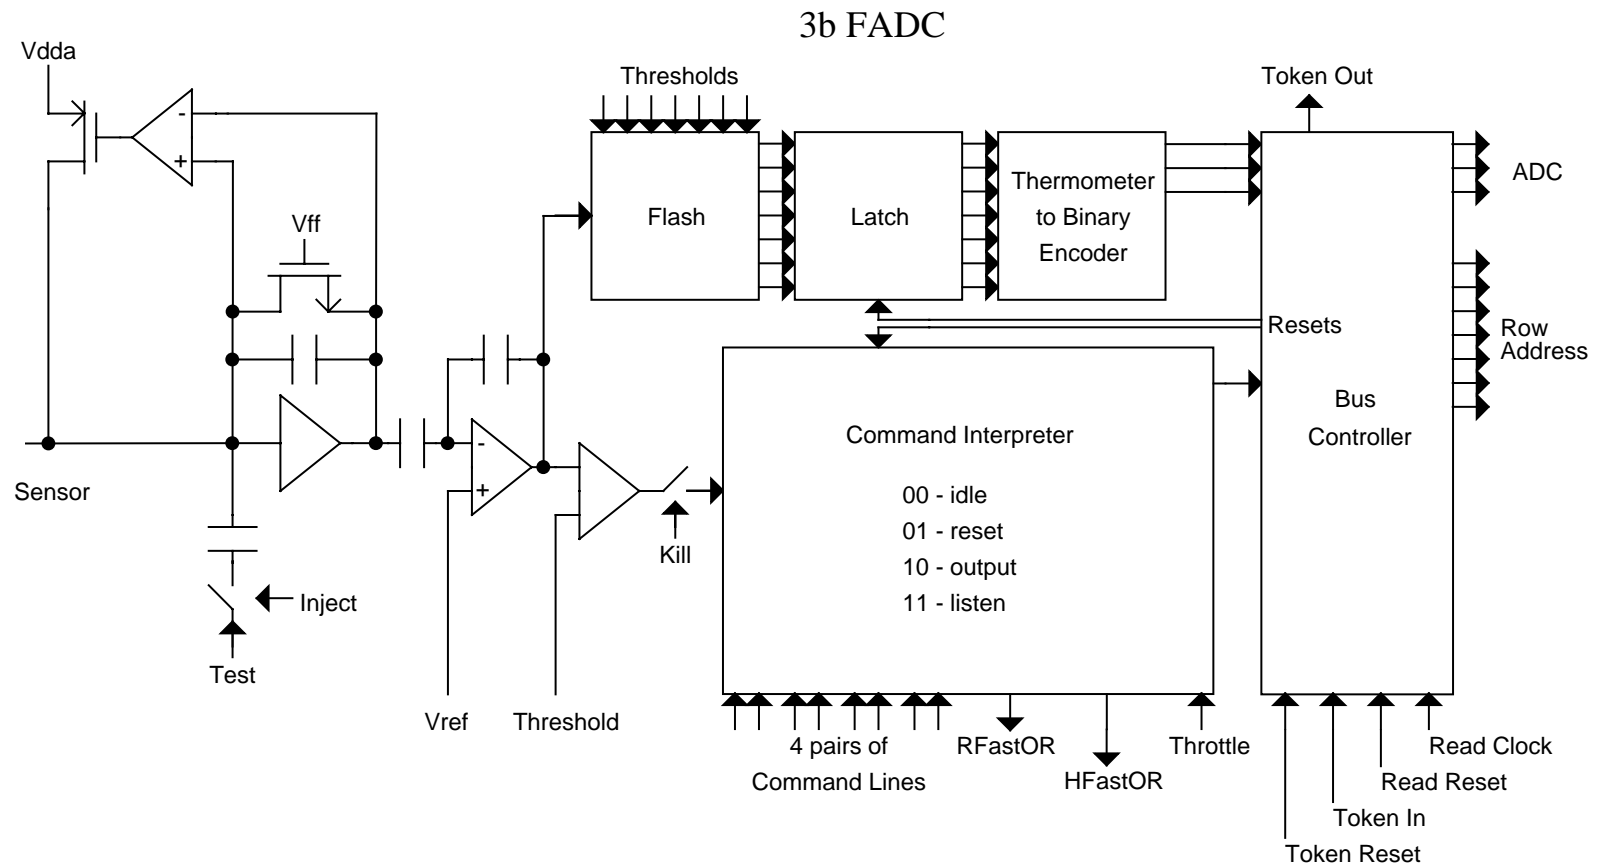 3b FADC
Vdda
Thresholds
Token Out
-
+
Flash
Latch
Thermometer
to Binary
Encoder
ADC
Vff
Resets
Row
Address
Bus
Controller
Command Interpreter
-
+
Sensor
00 - idle
01 - reset
10 - output
11 - listen
Kill
Inject
Test
Vref
Threshold
4 pairs of
Command Lines
RFastOR
HFastOR
Throttle
Read Clock
Read Reset
Token In
Token Reset